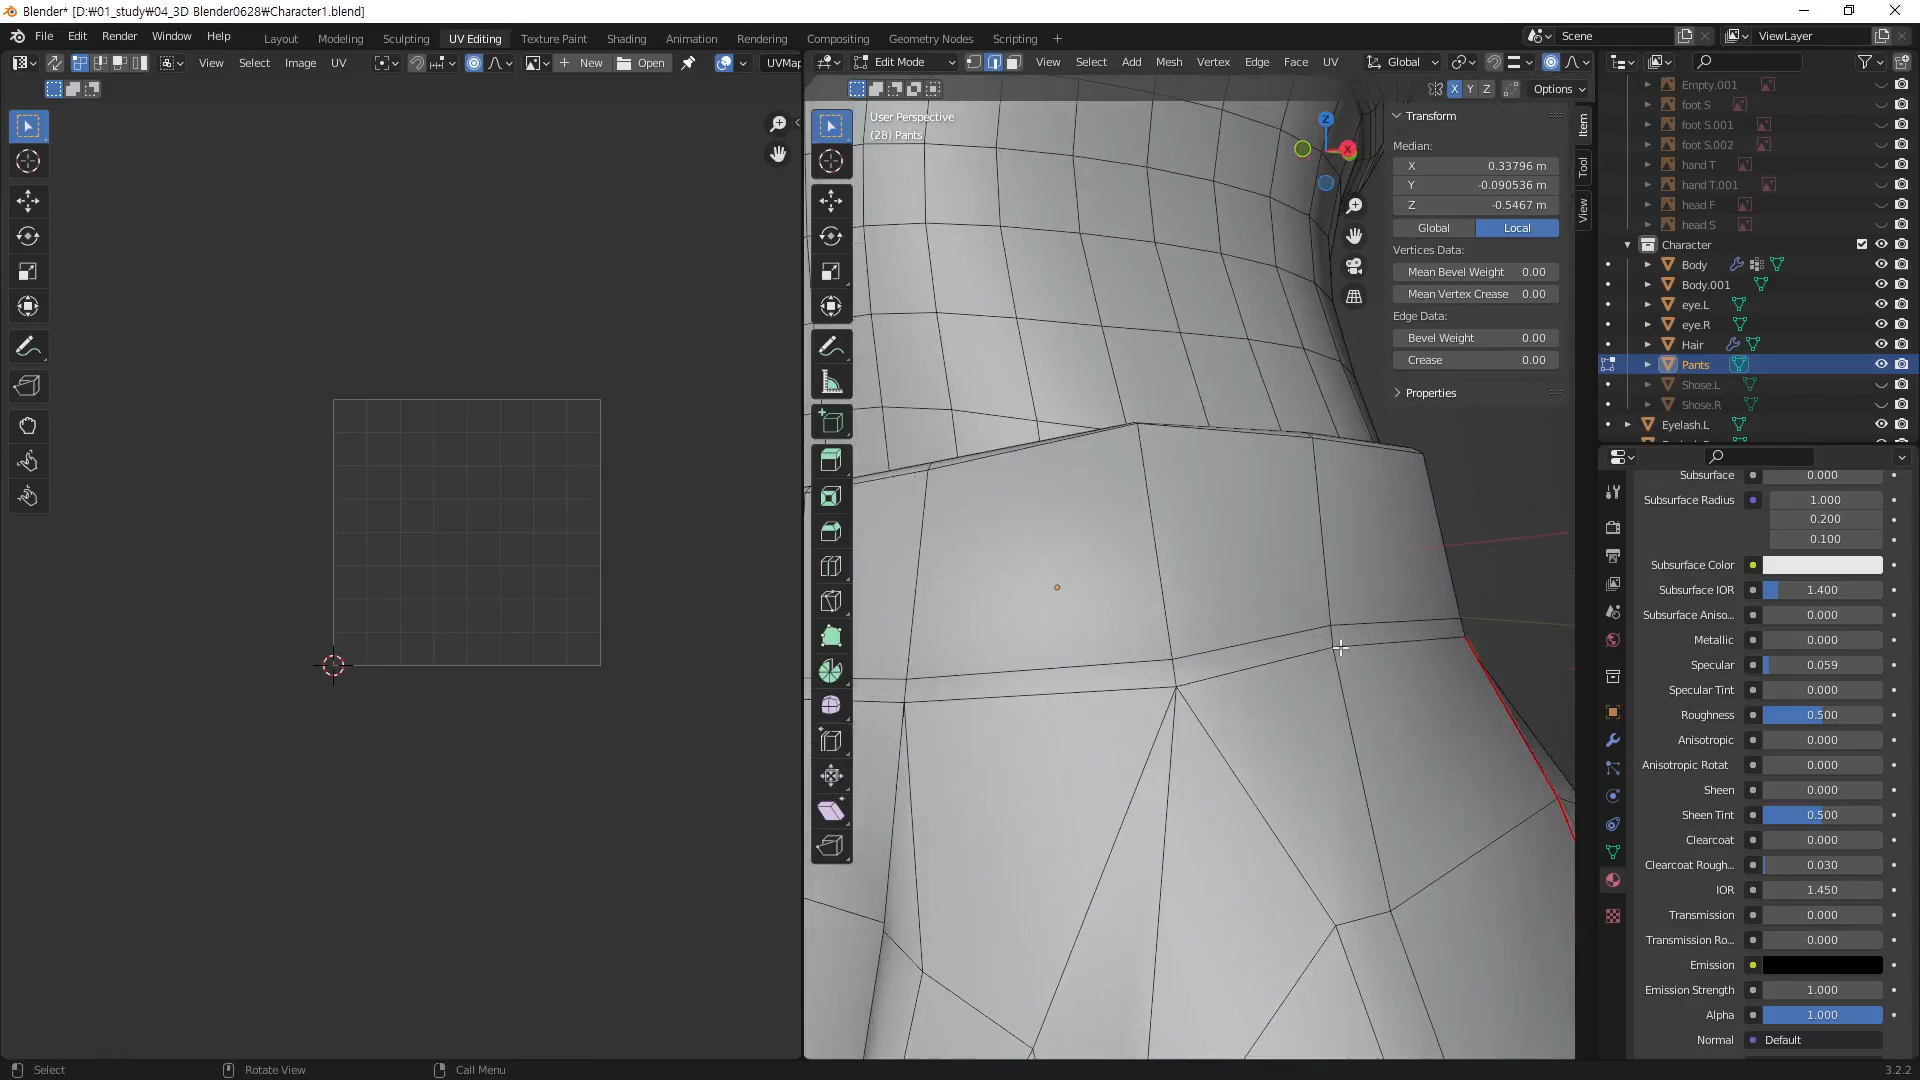 Blender* [D:₩01_study₩04_3D Blender0628₩Character1.blend]
File Edit Render Window Help
Layout Modeling Sculpting UV Editing Texture Paint Shading Animation Rendering Compositing Geometry Nodes Scripting +
Scene
ViewLayer
View Select Image UV
New Open UVMap
Edit Mode View Select Add Mesh Vertex Edge Face UV Global
X Y Z Options
User Perspective
(28) Pants
Z
X
Item
Tool
View
Transform
Median:
X 0.33796 m
Y -0.090536 m
Z -0.5467 m
Global Local
Vertices Data:
Mean Bevel Weight 0.00
Mean Vertex Crease 0.00
Edge Data:
Bevel Weight 0.00
Crease 0.00
Properties
Empty.001
foot S
foot S.001
foot S.002
hand T
hand T.001
head F
head S
Character
Body
Body.001
eye.L
eye.R
Hair
Pants
Shose.L
Shose.R
Eyelash.L
Subsurface 0.000
Subsurface Radius 1.000
0.200
0.100
Subsurface Color
Subsurface IOR 1.400
Subsurface Aniso... 0.000
Metallic 0.000
Specular 0.059
Specular Tint 0.000
Roughness 0.500
Anisotropic 0.000
Anisotropic Rotat 0.000
Sheen 0.000
Sheen Tint 0.500
Clearcoat 0.000
Clearcoat Rough... 0.030
IOR 1.450
Transmission 0.000
Transmission Ro... 0.000
Emission
Emission Strength 1.000
Alpha 1.000
Normal Default
Select Rotate View Call Menu 3.2.2